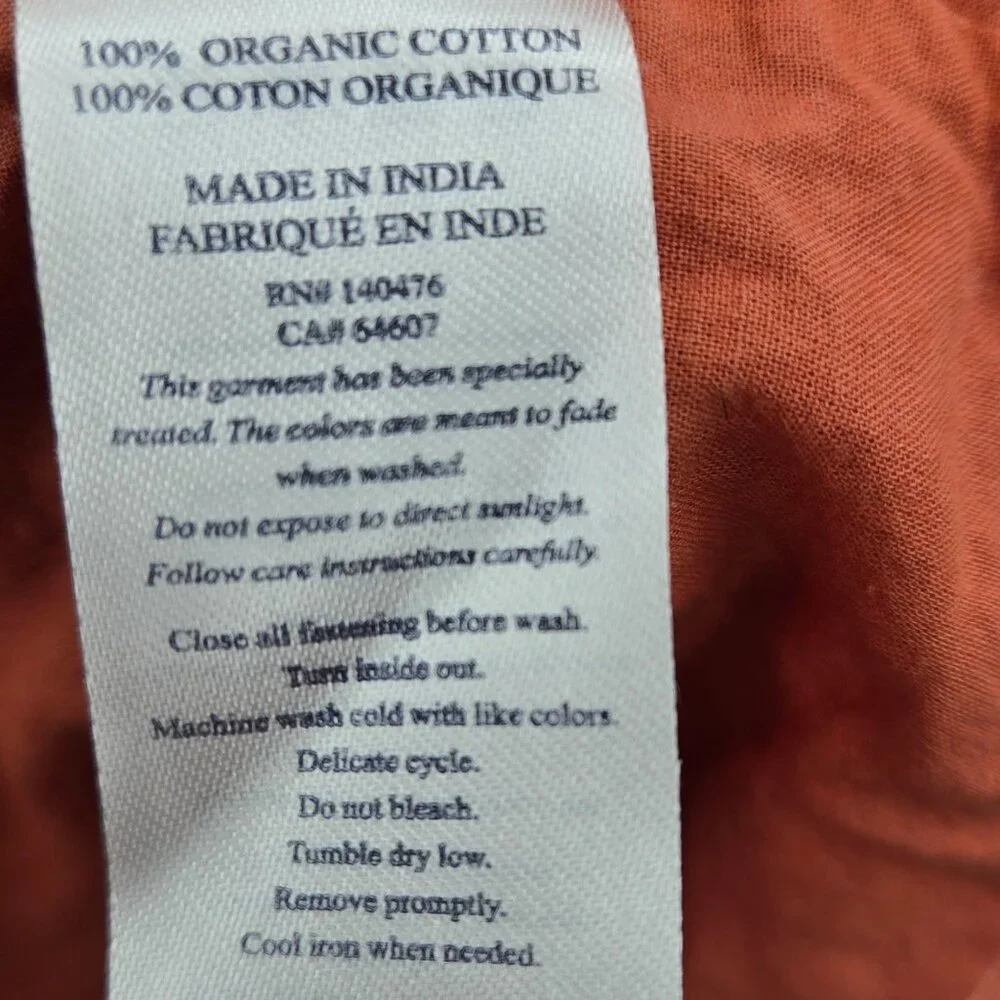 100% ORGANIC COTTON
100% COTON ORGANIQUE
MADE IN INDIA
FABRIQUÉ EN INDE
RN# 140476
CA# 64607
This garment has been specially
treated. The colors are meant to fade
when washed.
Do not expose to direct sunlight.
Follow care instructions carefully.
Close all fastening before wash.
Turn inside out.
Machine wash cold with like colors.
Delicate cycle.
Do not bleach.
Tumble dry low.
Remove promptly.
Cool iron when needed.